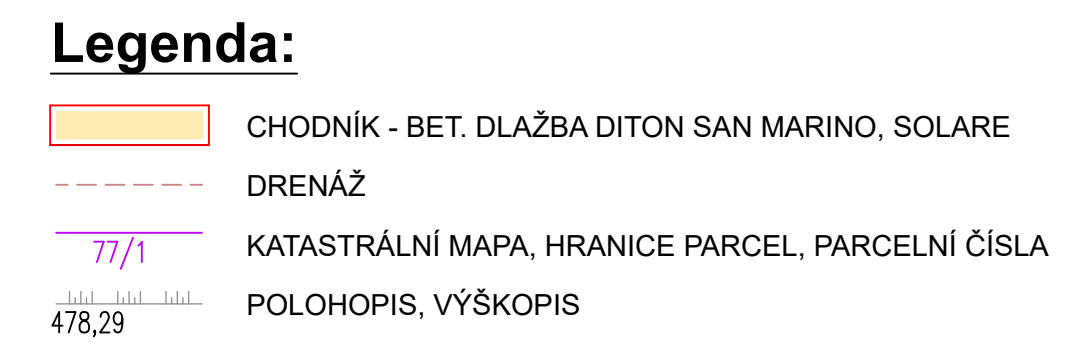 Legenda:
CHODNÍK - BET. DLAŽBA DITON SAN MARINO, SOLARE
DRENÁŽ
77/1 KATASTRÁLNÍ MAPA, HRANICE PARCEL, PARCELNÍ ČÍSLA
POLOHOPIS, VÝŠKOPIS
478,29